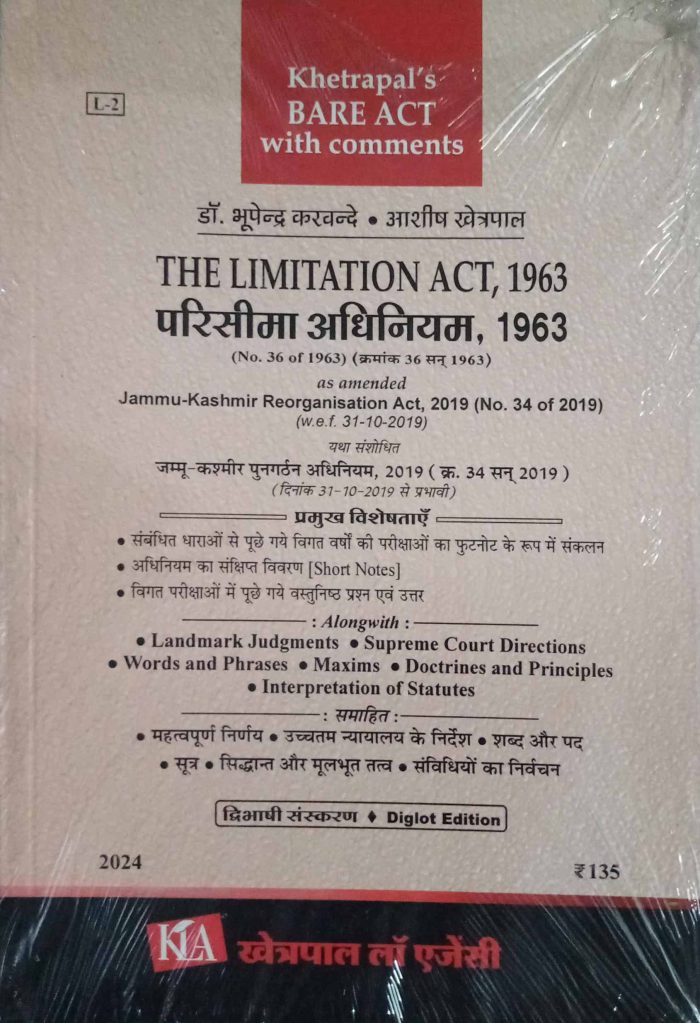 Khetrapal's
BARE ACT
with comments
L-2
डॉ. भूपेन्द्र करवन्दे • आशीष खेत्रपाल
THE LIMITATION ACT, 1963
परिसीमा अधिनियम, 1963
(No. 36 of 1963) (क्रमांक 36 सन् 1963)
as amended
Jammu-Kashmir Reorganisation Act, 2019 (No. 34 of 2019)
(w.e.f. 31-10-2019)
यथा संशोधित
जम्मू-कश्मीर पुनगर्ठन अधिनियम, 2019 ( क्र. 34 सन् 2019 )
(दिनांक 31-10-2019 से प्रभावी)
प्रमुख विशेषताएँ
• संबंधित धाराओं से पूछे गये विगत वर्षों की परीक्षाओं का फुटनोट के रूप में संकलन
• अधिनियम का संक्षिप्त विवरण [Short Notes]
• विगत परीक्षाओं में पूछे गये वस्तुनिष्ठ प्रश्न एवं उत्तर
: Alongwith :
• Landmark Judgments • Supreme Court Directions
• Words and Phrases • Maxims • Doctrines and Principles
• Interpretation of Statutes
: समाहित :
• महत्वपूर्ण निर्णय • उच्चतम न्यायालय के निर्देश • शब्द और पद
• सूत्र • सिद्धान्त और मूलभूत तत्व • संविधियों का निर्वचन
द्विभाषी संस्करण ♦ Diglot Edition
2024
₹ 135
KLA खेत्रपाल लॉ एजेंसी